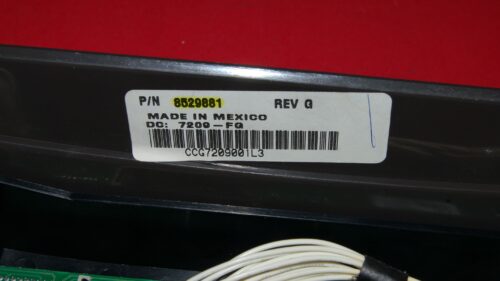 P/N 8529881 REV G
MADE IN MEXICO
DC: 7209-FG
CCG7209001L3